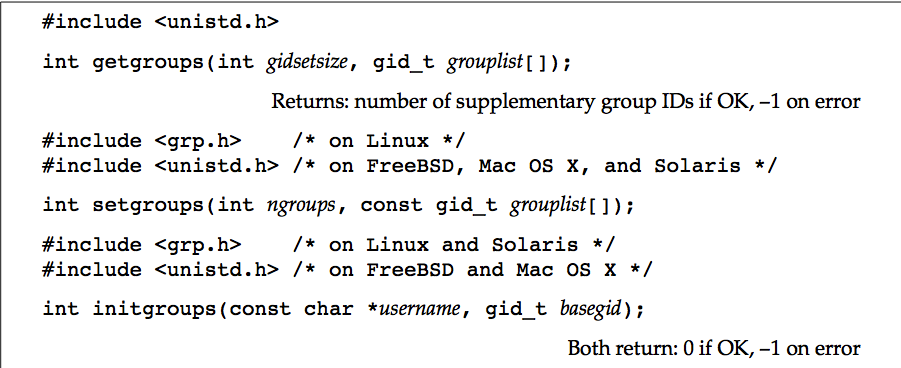 #include <unistd.h>
int getgroups(int gidsetsize, gid_t grouplist[]);
Returns: number of supplementary group IDs if OK, –1 on error
#include <grp.h> /* on Linux */
#include <unistd.h> /* on FreeBSD, Mac OS X, and Solaris */
int setgroups(int ngroups, const gid_t grouplist[]);
#include <grp.h> /* on Linux and Solaris */
#include <unistd.h> /* on FreeBSD and Mac OS X */
int initgroups(const char *username, gid_t basegid);
Both return: 0 if OK, –1 on error